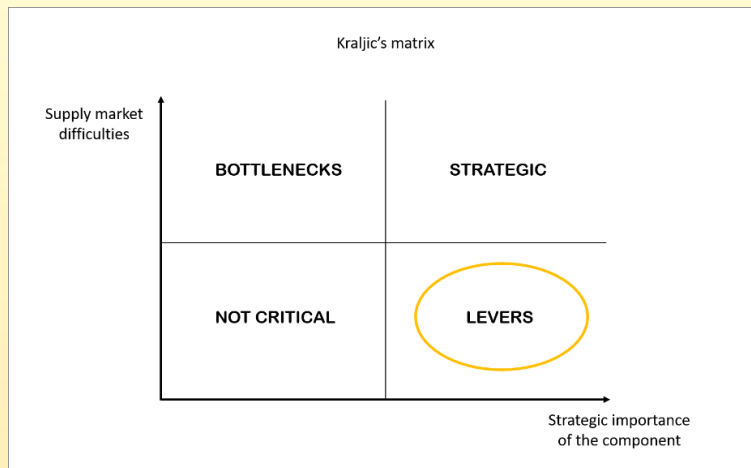 Kraljic's matrix
Supply market
difficulties
BOTTLENECKS
STRATEGIC
NOT CRITICAL
LEVERS
Strategic importance
of the component